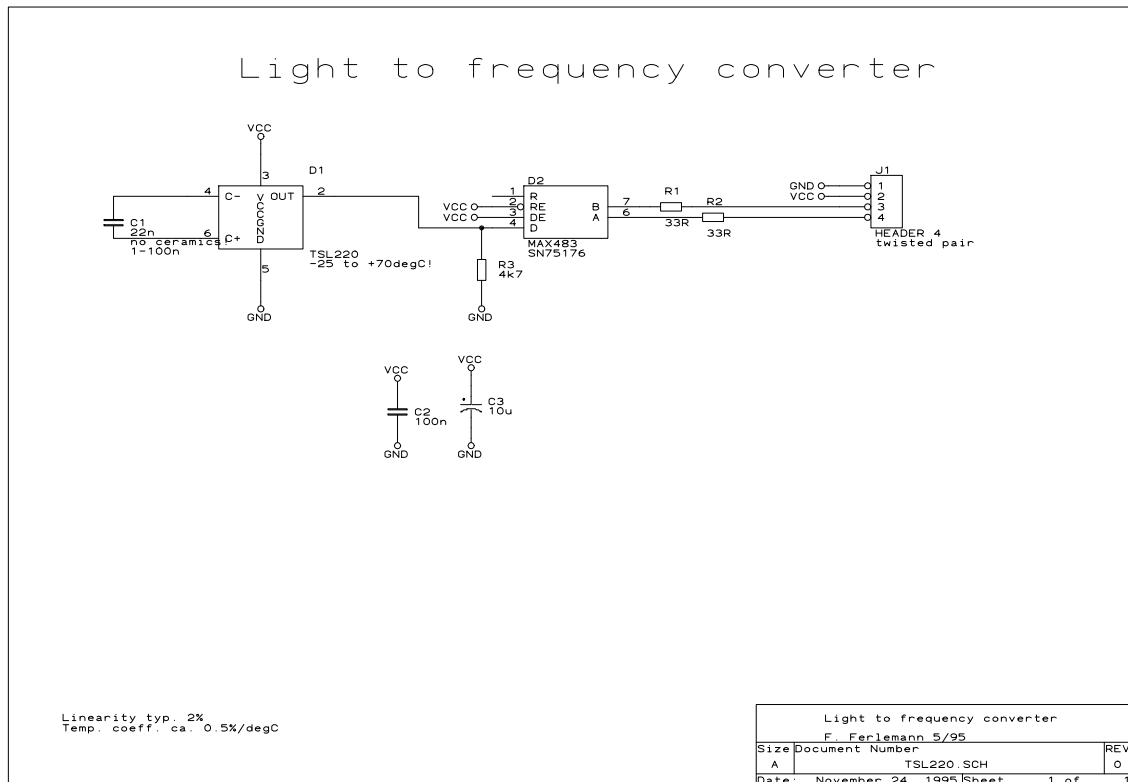 Light to frequency converter
VCC
3
D1
4 C- VCC OUT 2
GND
C1
22n
no ceramics!
1-100n
6 C+
TSL220
-25 to +70degC!
5
GND
D2
1 R
VCC 2 RE B 7
VCC 3 DE A 6
4 D
MAX483
SN75176
R1
33R
R2
33R
J1
GND 1
VCC 2
3
4
HEADER 4
twisted pair
R3
4k7
GND
VCC
C2
100n
GND
VCC
C3
10u
GND
Linearity typ. 2%
Temp. coeff. ca. 0.5%/degC
Light to frequency converter
F. Ferlemann 5/95
Size Document Number REV
A TSL220.SCH 0
Date: November 24, 1995 Sheet 1 of 1